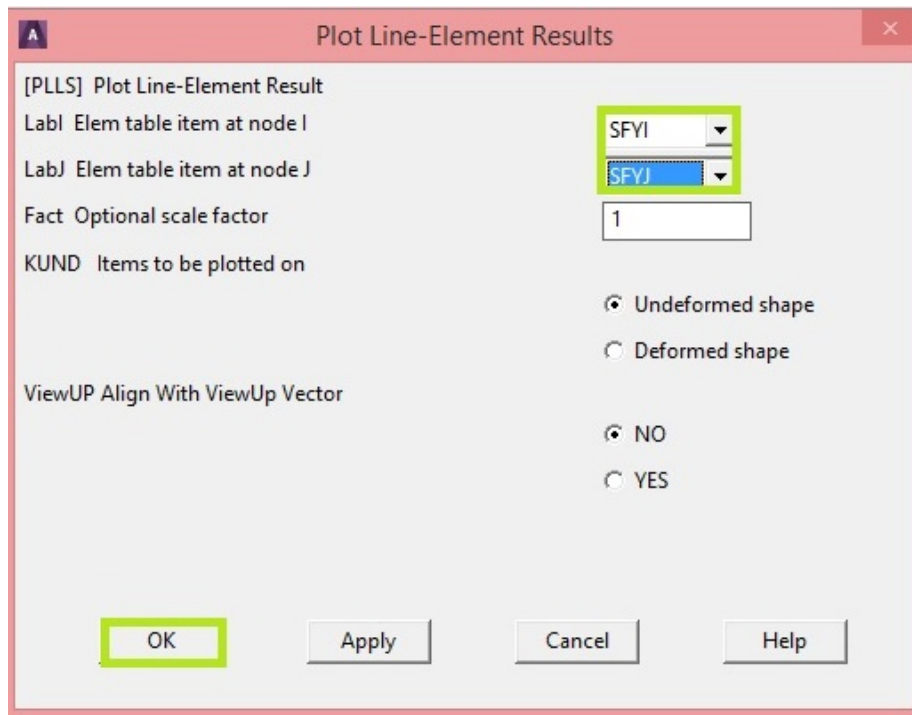 A Plot Line-Element Results ×
[PLLS] Plot Line-Element Result
LabI Elem table item at node I SFYI
LabJ Elem table item at node J SFYJ
Fact Optional scale factor 1
KUND Items to be plotted on
Undeformed shape
Deformed shape
ViewUP Align With ViewUp Vector
NO
YES
OK Apply Cancel Help